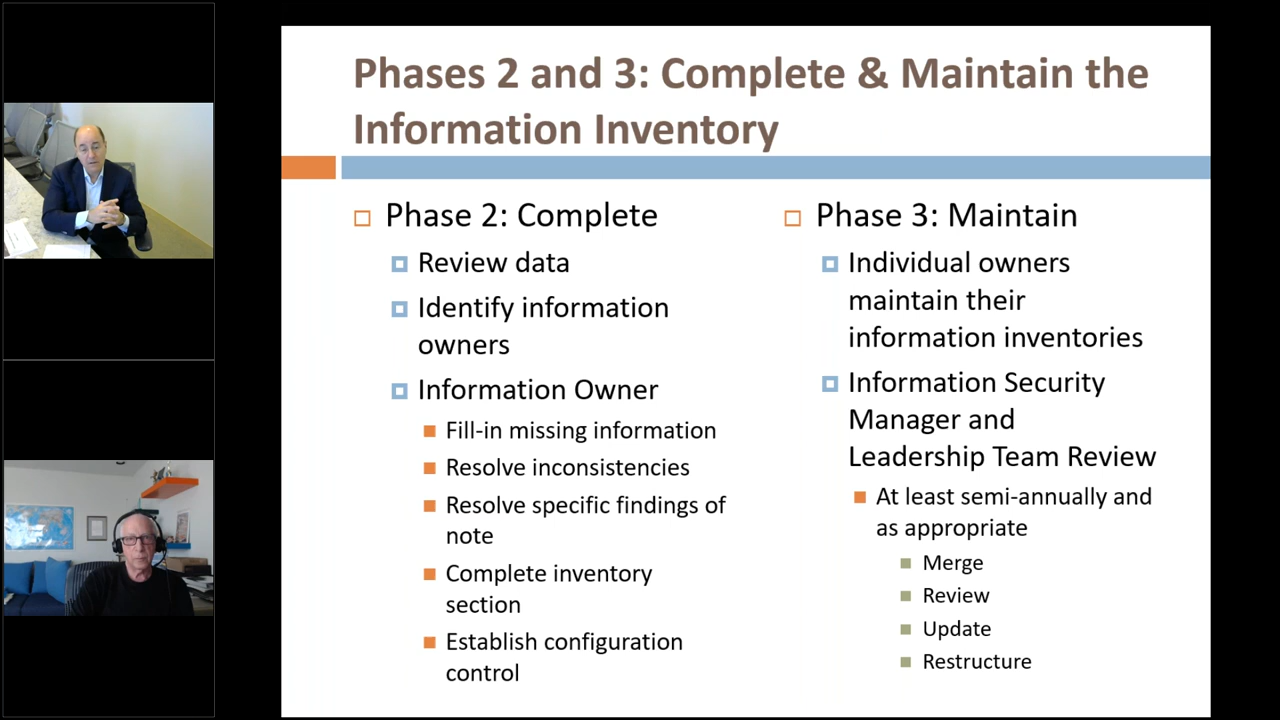 Phases 2 and 3: Complete & Maintain the
Information Inventory
Phase 2: Complete
Review data
Identify information
owners
Information Owner
Fill-in missing information
Resolve inconsistencies
Resolve specific findings of
note
Complete inventory
section
Establish configuration
control
Phase 3: Maintain
Individual owners
maintain their
information inventories
Information Security
Manager and
Leadership Team Review
At least semi-annually and
as appropriate
Merge
Review
Update
Restructure